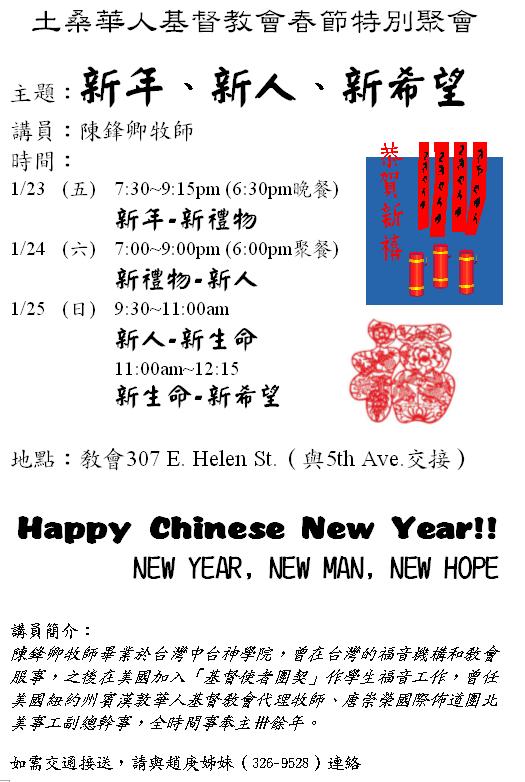 土桑華人基督教會春節特別聚會
主題：新年、新人、新希望
講員：陳鋒卿牧師
時間：
1/23 (五) 7:30~9:15pm (6:30pm晚餐)
新年-新禮物
1/24 (六) 7:00~9:00pm (6:00pm聚餐)
新禮物-新人
1/25 (日) 9:30~11:00am
新人-新生命
11:00am~12:15
新生命-新希望
恭賀新禧
地點：教會307 E. Helen St.（與5th Ave.交接）
Happy Chinese New Year!!
NEW YEAR, NEW MAN, NEW HOPE
講員簡介：
陳鋒卿牧師畢業於台灣中台神學院，曾在台灣的福音機構和教會
服事，之後在美國加入「基督使者團契」作學生福音工作，曾任
美國紐約州賓漢敦華人基督教會代理牧師、唐崇榮國際佈道團北
美事工副總幹事，全時間事奉主卅餘年。
如需交通接送，請與趙庚姊妹（326-9528）連絡